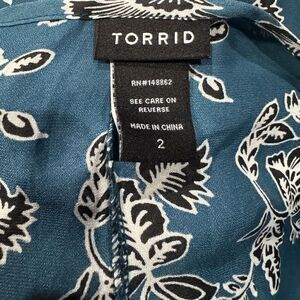 TORRID
RN#148862
SEE CARE ON
REVERSE
MADE IN CHINA
2